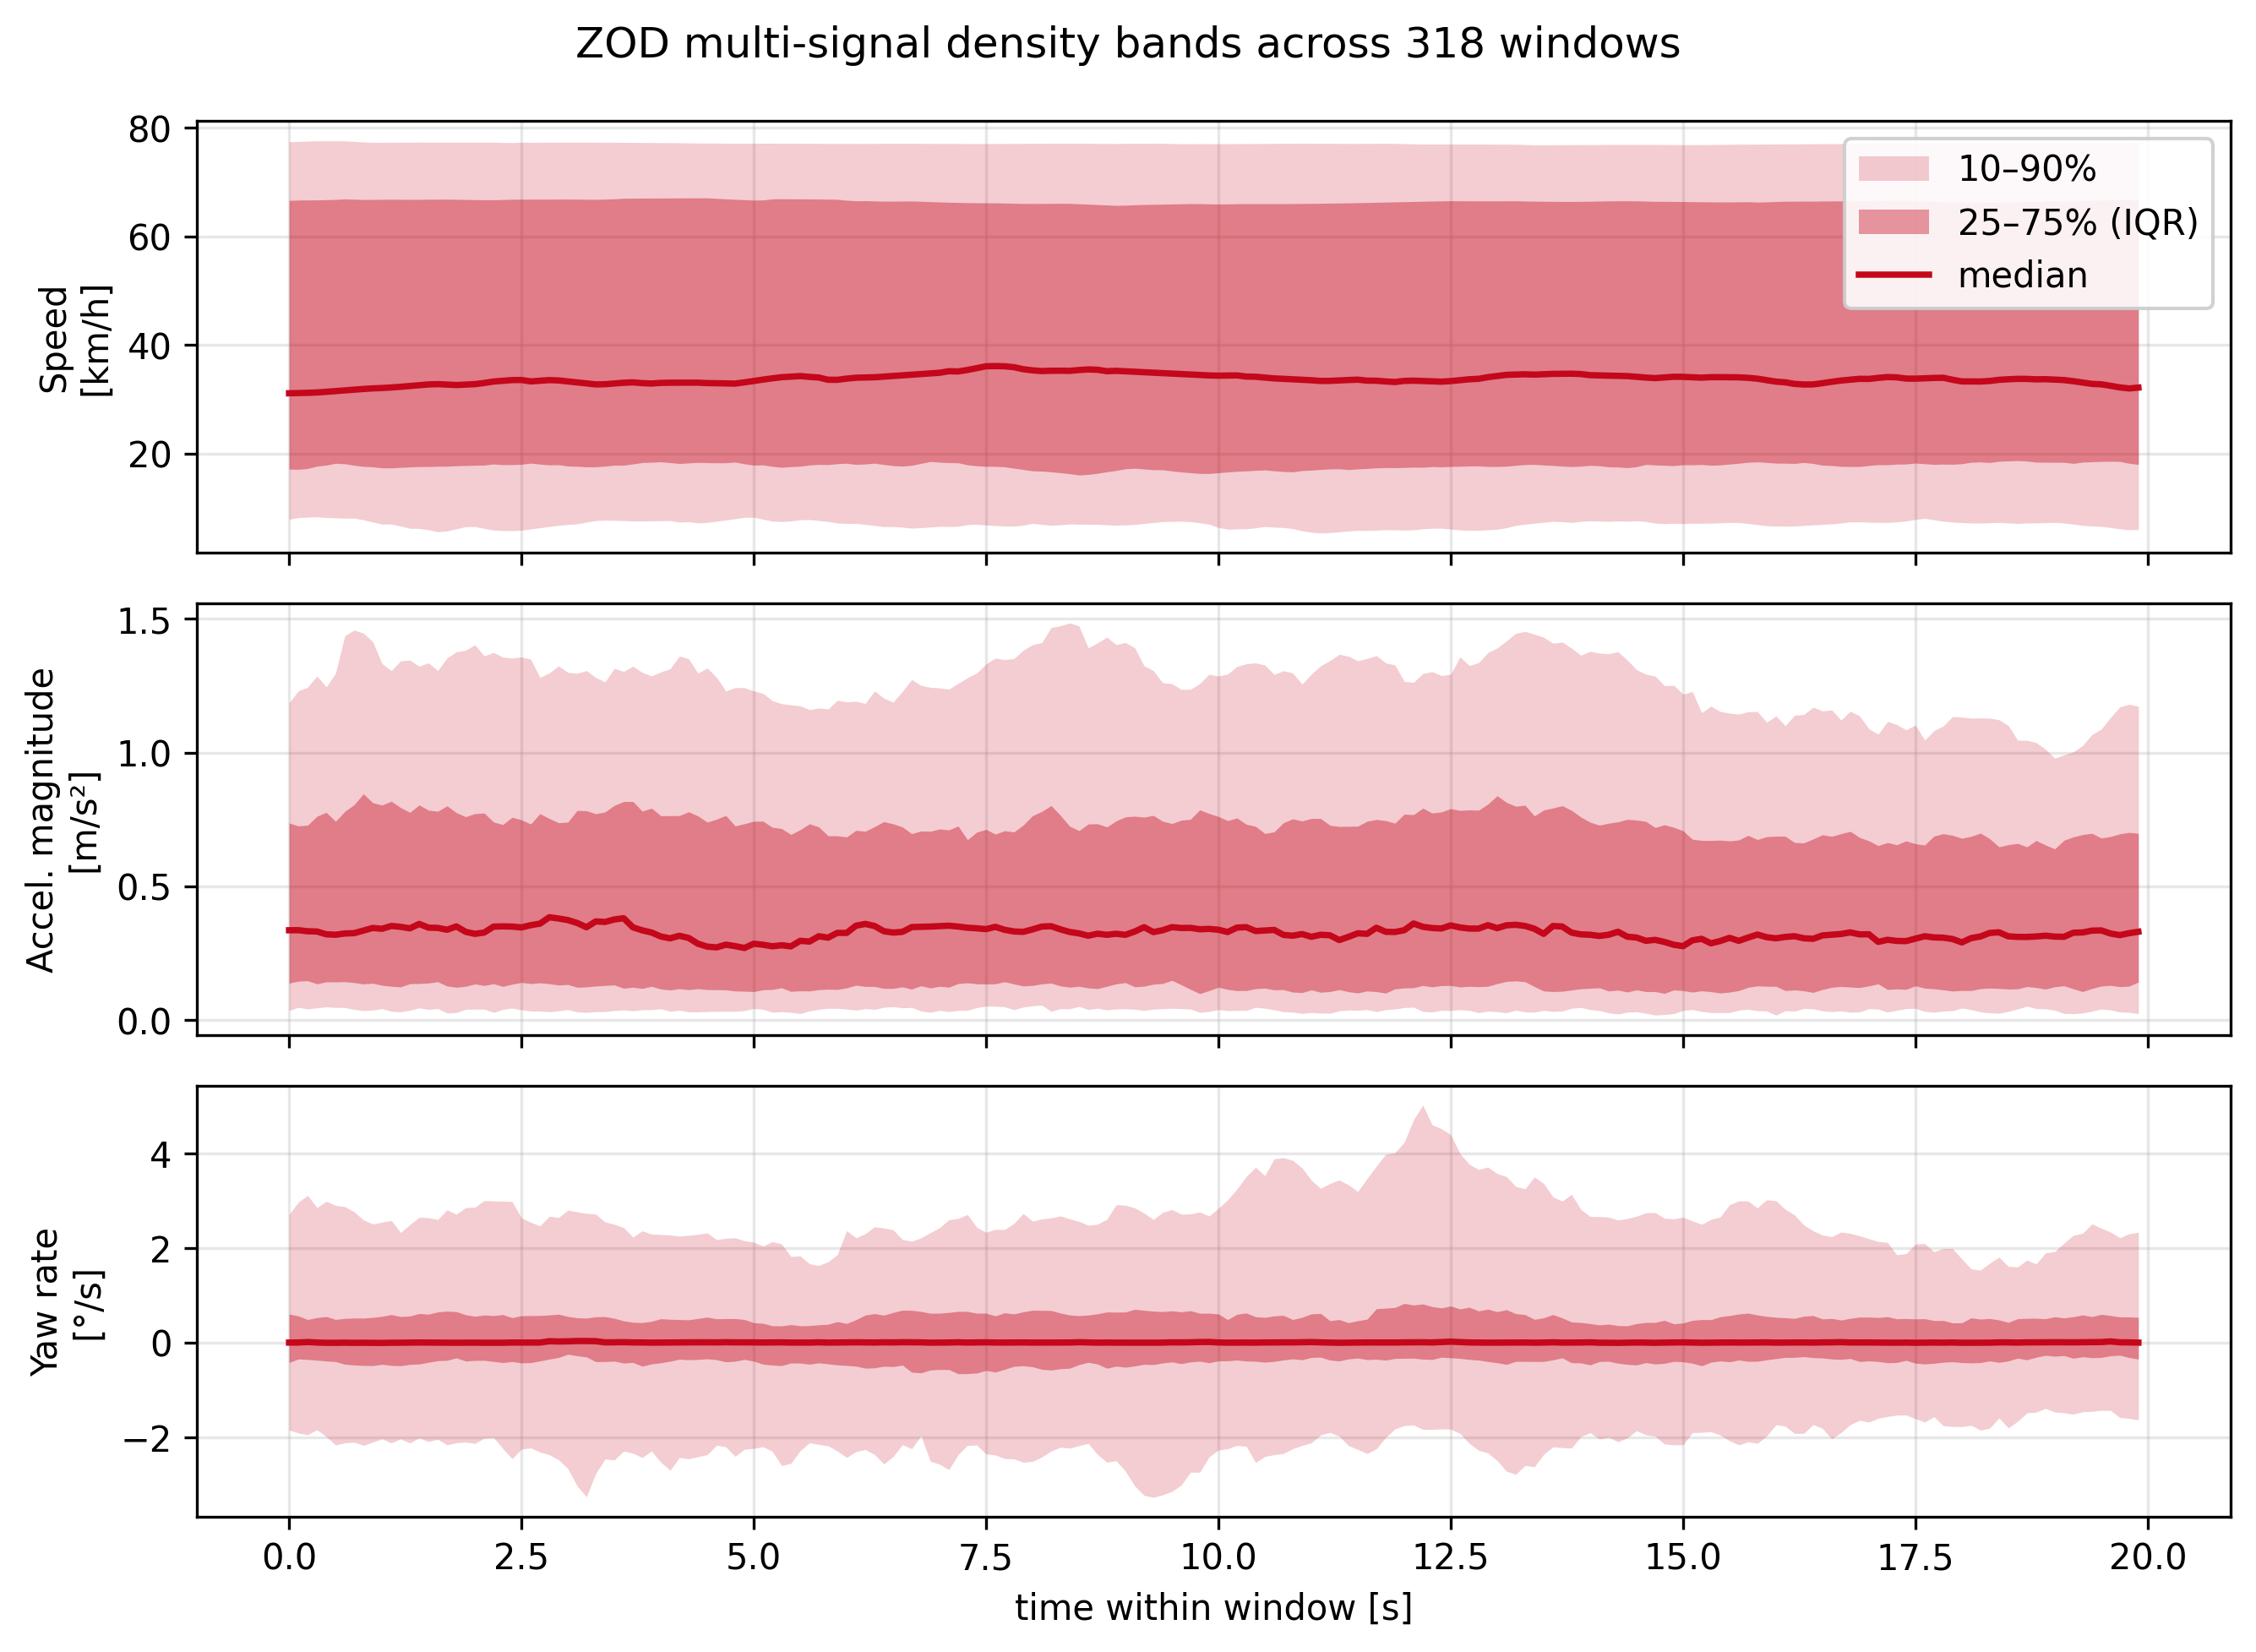 ZOD multi-signal density bands across 318 windows
80
60
40
20
Speed
[km/h]
10–90%
25–75% (IQR)
median
1.5
1.0
0.5
0.0
Accel. magnitude
[m/s²]
4
2
0
−2
Yaw rate
[°/s]
0.0 2.5 5.0 7.5 10.0 12.5 15.0 17.5 20.0
time within window [s]